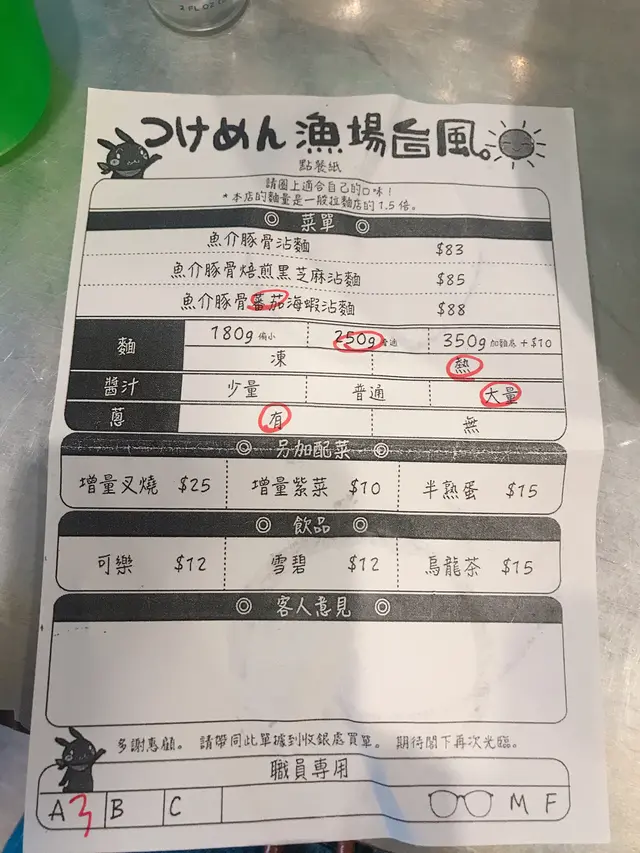 2 FL OZ
つけめん 漁場台風。
點餐紙
請圈上適合自己的口味！
*本店的麵量是一般拉麵店的 1.5 倍。
◎ 菜單 ◎
魚介豚骨沾麵 $83
魚介豚骨焙煎黑芝麻沾麵 $85
魚介豚骨蕃茄海蝦沾麵 $88
麵 180g 偏小 250g 普通 350g 加雞為 +$10
凍 熱
醬汁 少量 普通 大量
蔥 有 無
◎ 另加配菜 ◎
增量叉燒 $25 增量紫菜 $10 半熟蛋 $15
◎ 飲品 ◎
可樂 $12 雪碧 $12 烏龍茶 $15
◎ 客人意見 ◎
多謝惠顧。 請帶同此單據到收銀處買單。 期待閣下再次光臨。
職員專用
A 3 B C M F